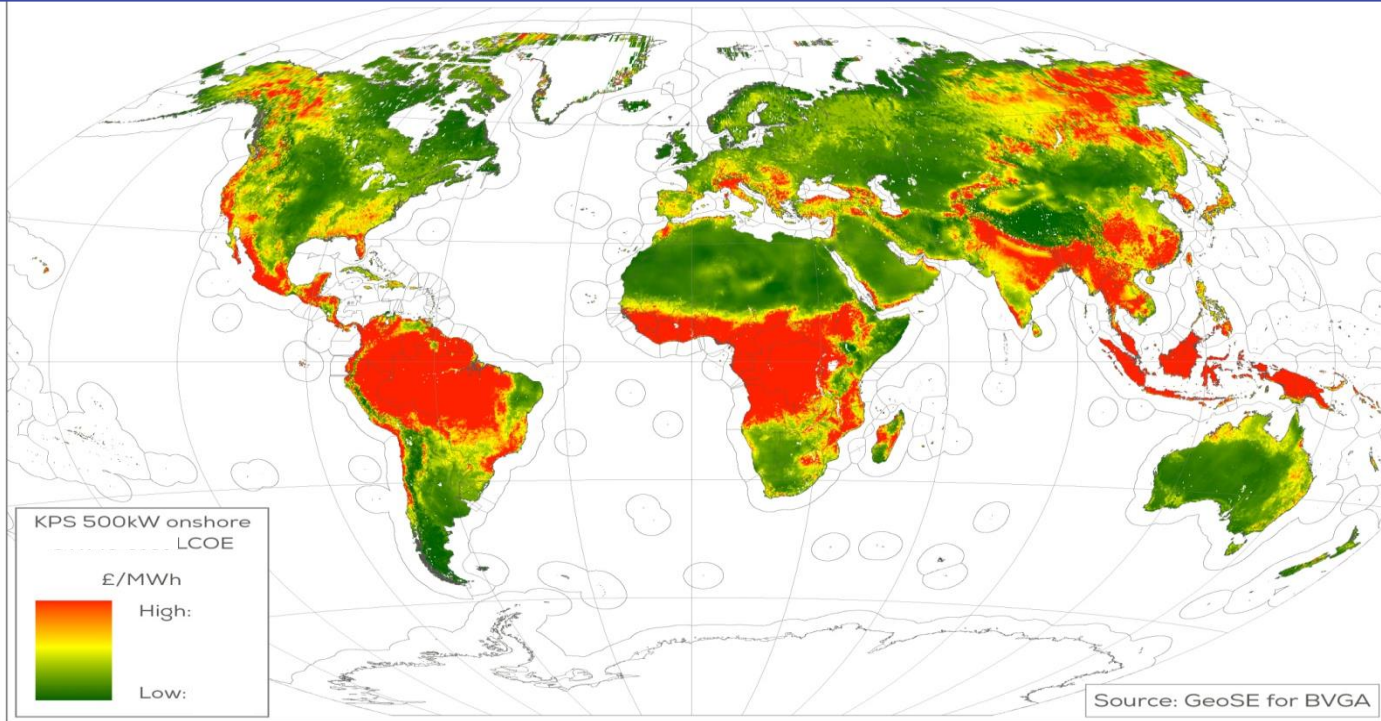 KPS 500kW onshore
LCOE
£/MWh
High:
Low:
Source: GeoSE for BVGA